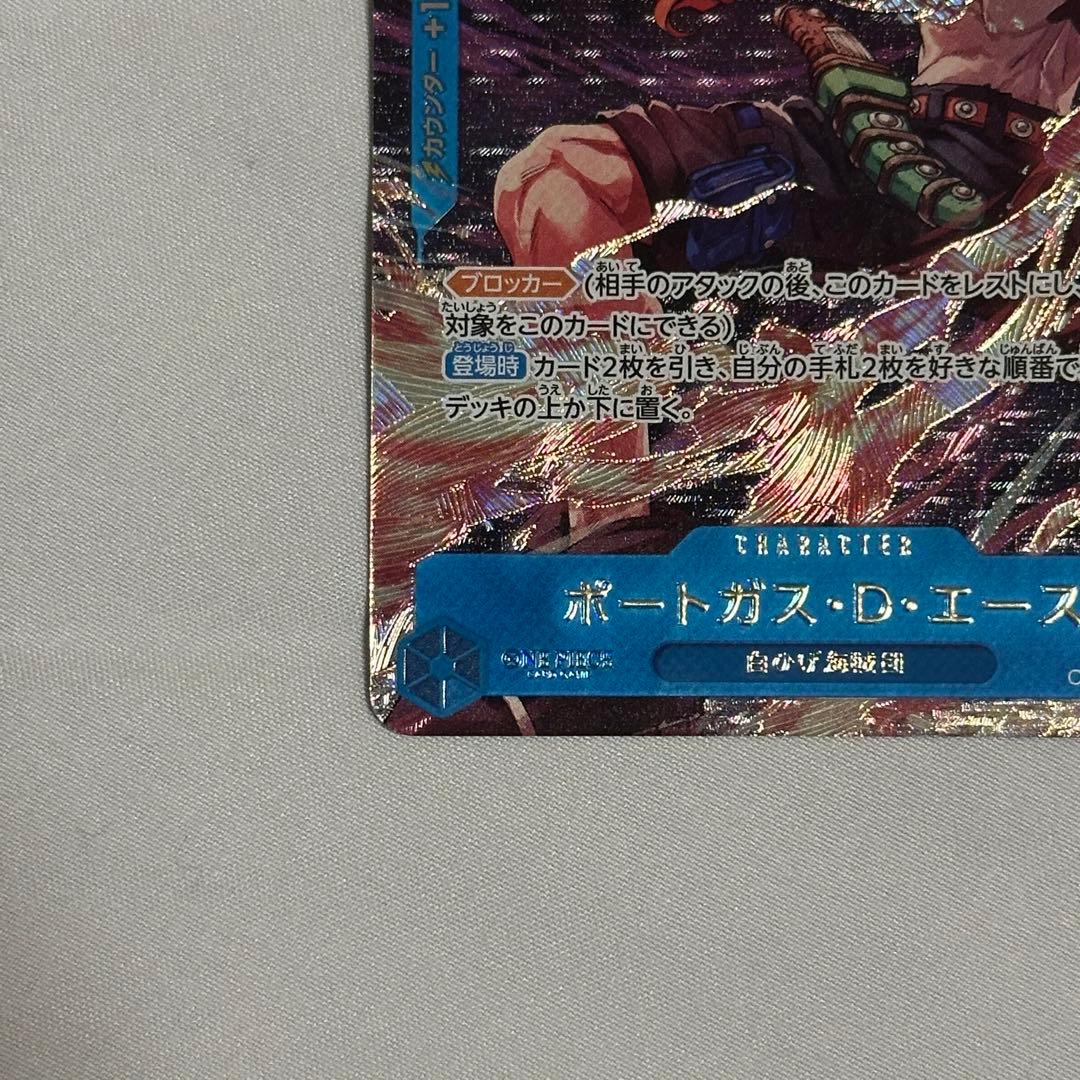 カウンター +1
ブロッカー (相手のアタックの後、このカードをレストにし、
対象をこのカードにできる)
登場時 カード2枚を引き、自分の手札2枚を好きな順番で
デッキの上か下に置く。
CHARACTER
ポートガス・D・エース
ONE PIECE
CARD GAME
白ひげ海賊団